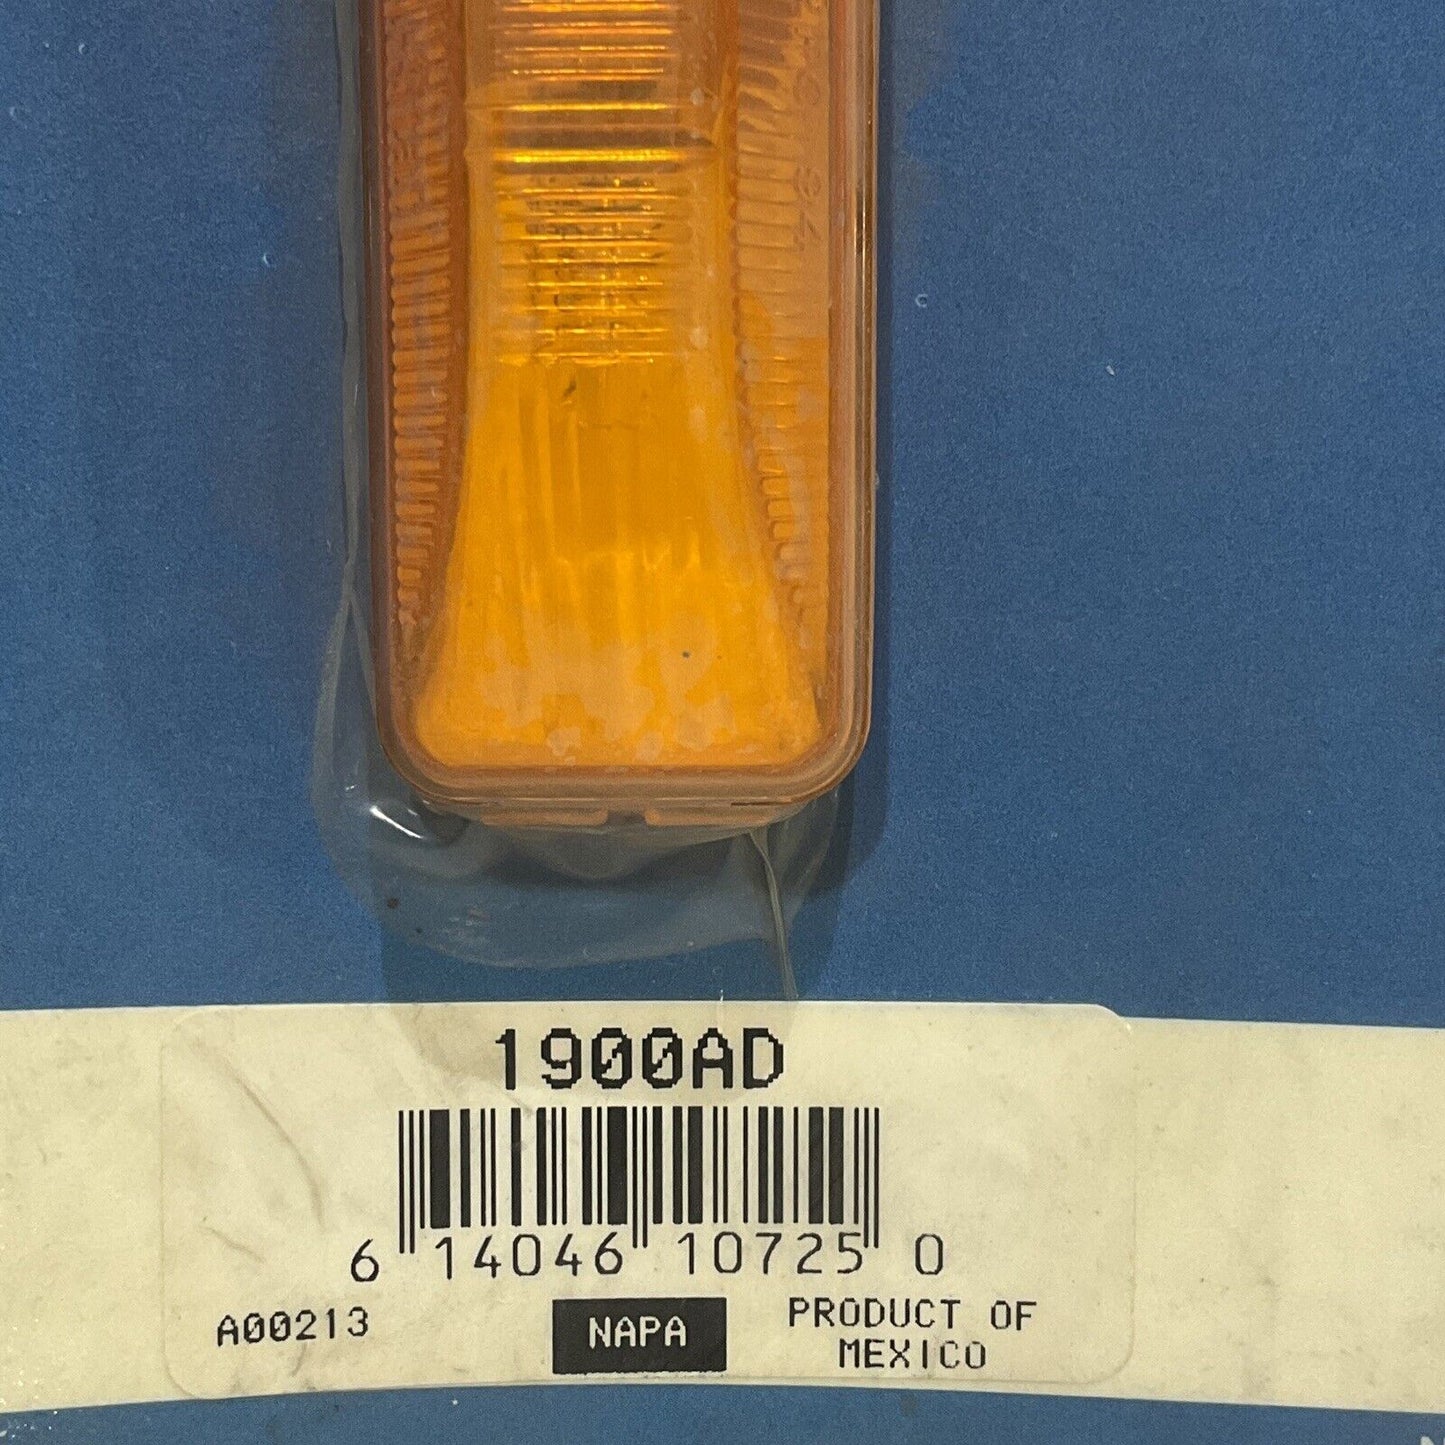 1900AD
6 14046 10725 0
A00213
NAPA
PRODUCT OF
MEXICO